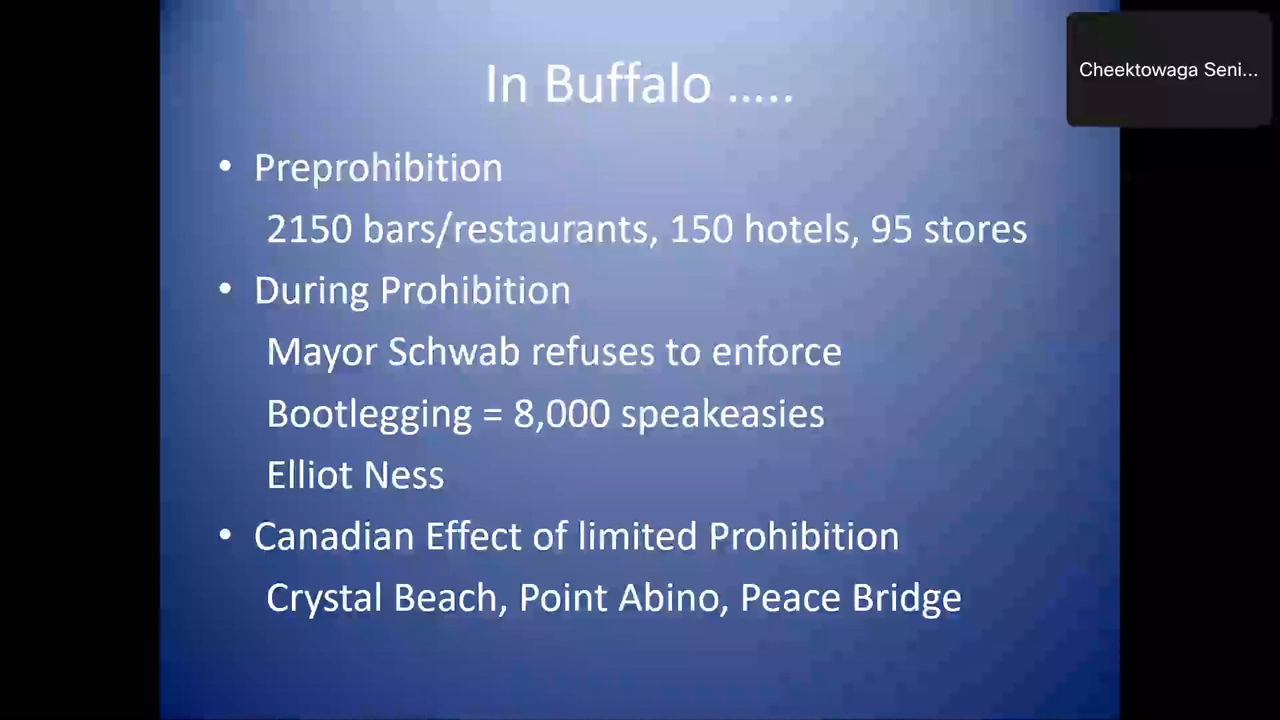 In Buffalo .....
Cheektowaga Seni...
• Preprohibition
2150 bars/restaurants, 150 hotels, 95 stores
• During Prohibition
Mayor Schwab refuses to enforce
Bootlegging = 8,000 speakeasies
Elliot Ness
• Canadian Effect of limited Prohibition
Crystal Beach, Point Abino, Peace Bridge